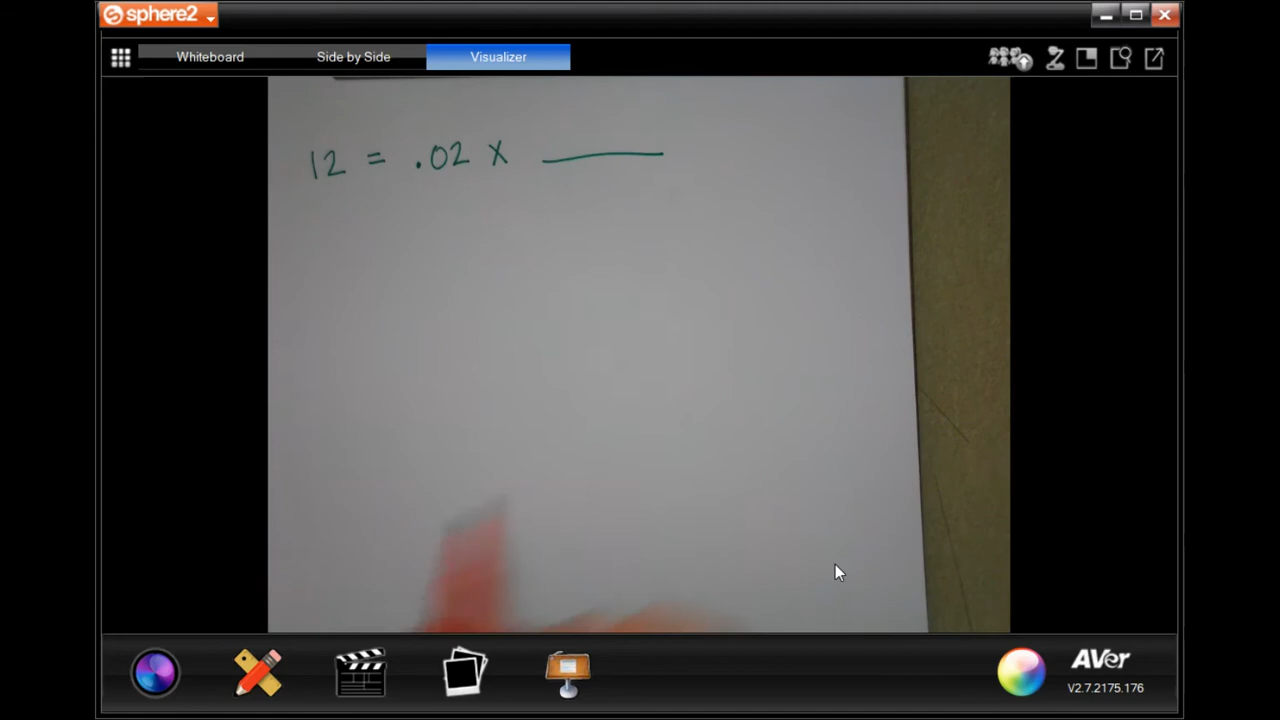 sphere2
Whiteboard Side by Side Visualizer
12 = .02 X ______
AVer
V2.7.2175.176